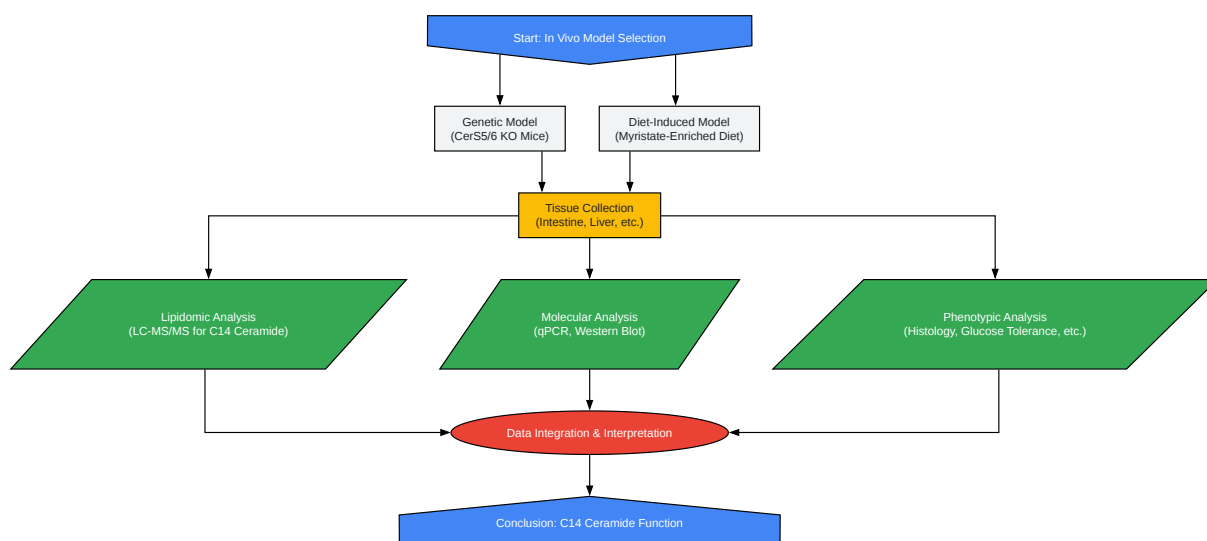 Start: In Vivo Model Selection
Genetic Model
(CerS5/6 KO Mice)
Diet-Induced Model
(Myristate-Enriched Diet)
Tissue Collection
(Intestine, Liver, etc.)
Lipidomic Analysis
(LC-MS/MS for C14 Ceramide)
Molecular Analysis
(qPCR, Western Blot)
Phenotypic Analysis
(Histology, Glucose Tolerance, etc.)
Data Integration & Interpretation
Conclusion: C14 Ceramide Function